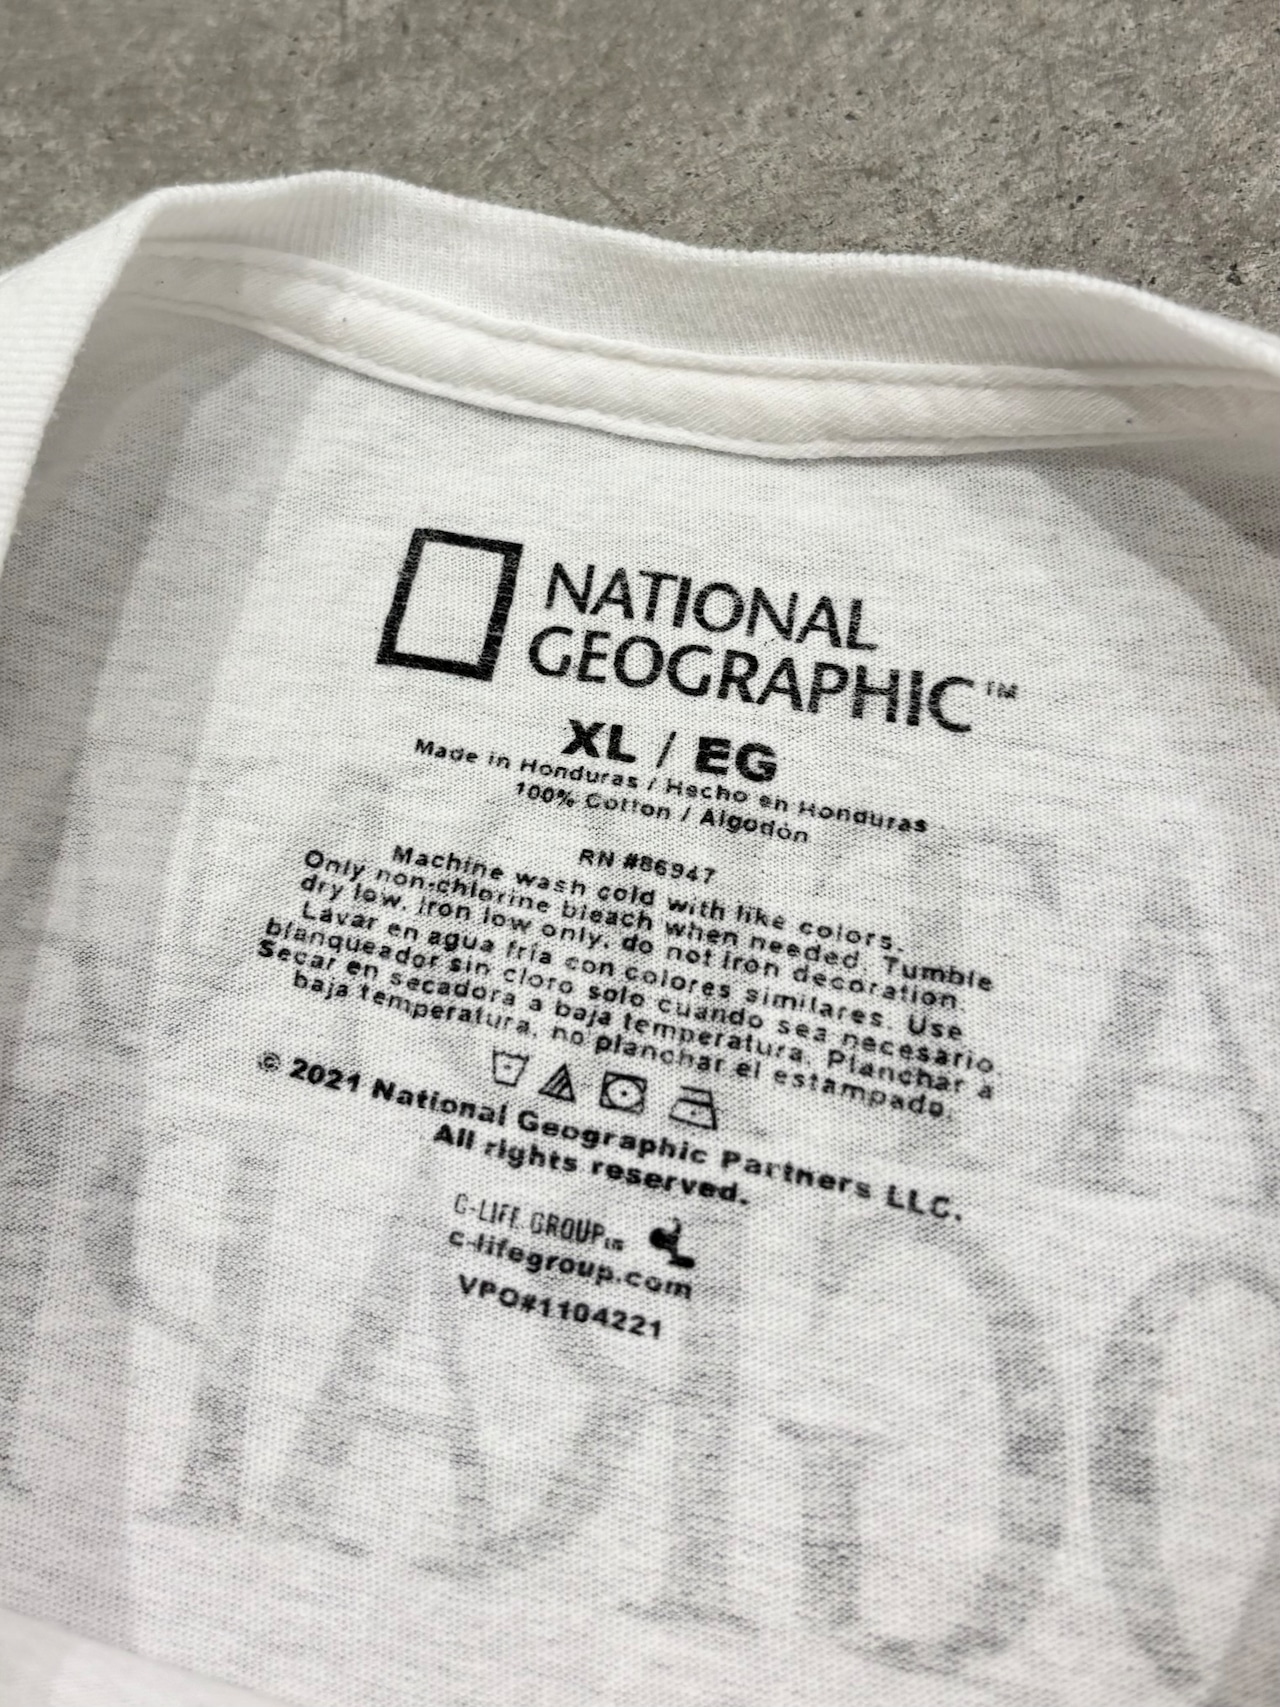 NATIONAL
GEOGRAPHIC™
XL / EG
Made in Honduras / Hecho en Honduras
100% Cotton / Algodón
RN #86947
Machine wash cold with like colors.
Only non-chlorine bleach when needed. Tumble
dry low. Iron low only, do not iron decoration.
Lavar en agua fría con colores similares. Use
blanqueador sin cloro solo cuando sea necesario.
Secar en secadora a baja temperatura. Planchar a
baja temperatura, no planchar el estampado.
© 2021 National Geographic Partners LLC.
All rights reserved.
C-LIFE GROUP
c-lifegroup.com
VPO#1104221